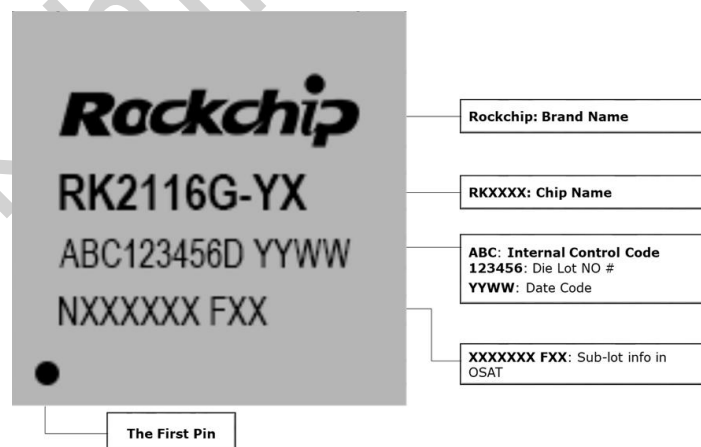 Rockchip
RK2116G-YX
ABC123456D YYWW
NXXXXXX FXX
Rockchip: Brand Name
RKXXXX: Chip Name
ABC: Internal Control Code
123456: Die Lot NO #
YYWW: Date Code
XXXXXXX FXX: Sub-lot info in
OSAT
The First Pin